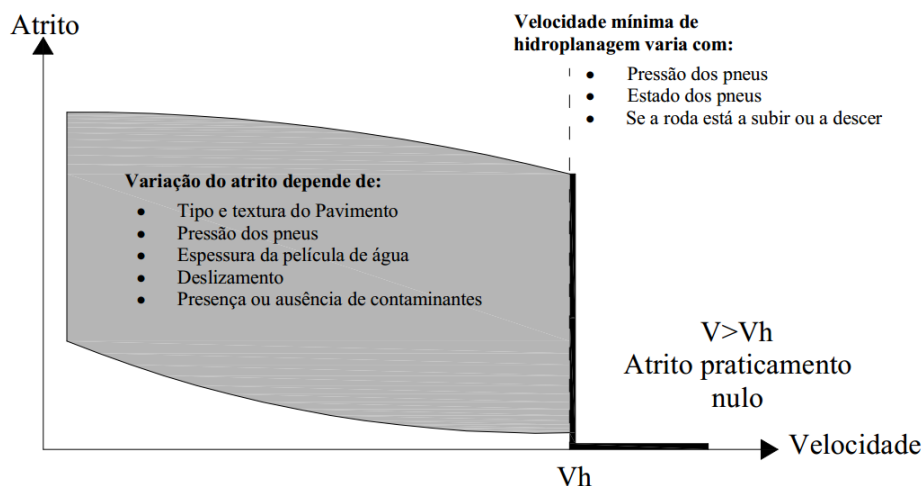 Atrito
Velocidade mínima de
hidroplanagem varia com:
● Pressão dos pneus
● Estado dos pneus
● Se a roda está a subir ou a descer
Variação do atrito depende de:
● Tipo e textura do Pavimento
● Pressão dos pneus
● Espessura da película de água
● Deslizamento
● Presença ou ausência de contaminantes
V>Vh
Atrito praticamento
nulo
Velocidade
Vh